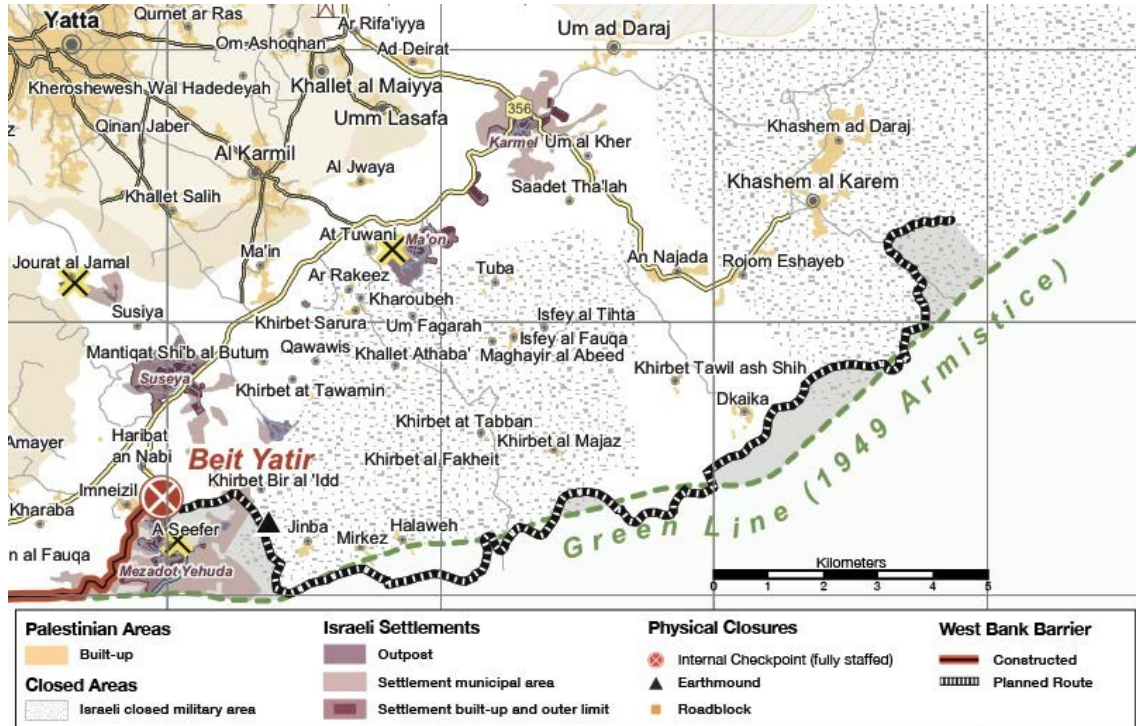 Qumet ar Ras
Ar Rifa'iyya
Yatta
Um ad Daraj
Om Ashoqhan
Ad Deirat
Kheroshewesh Wal Hadedeyah
Khallet al Maiyya
356
Umm Lasafa
Qinan Jaber
Karmel
Khashem ad Daraj
Um al Kher
Al Karmil
Al Jwaya
Saadet Tha'lah
Khashem al Karem
Khallet Salih
At Tuwani
Ma'on
Ma'in
An Najada
Rojom Eshayeb
Jourat al Jamal
Ar Rakeez
Tuba
Kharoubeh
Susiya
Khirbet Sarura
Um Fagarah
Isfey al Tihta
Isfey al Fauqa
Mantiqat Shi'b al Butum
Qawawis
Khallet Athaba'
Maghayir al Abeed
Suseya
Khirbet at Tawamin
Khirbet Tawil ash Shih
Dkaika
Amayer
Haribat
an Nabi
Khirbet at Tabban
Khirbet al Majaz
Beit Yatir
Khirbet al Fakheit
Imneizil
Khirbet Bir al 'Idd
Kharaba
A Seefer
Jinba
Mirkez
Halaweh
n al Fauqa
Mezadot Yehuda
Green Line (1949 Armistice)
Kilometers
0 1 2 3 4 5
Palestinian Areas
Built-up
Closed Areas
Israeli closed military area
Israeli Settlements
Outpost
Settlement municipal area
Settlement built-up and outer limit
Physical Closures
Internal Checkpoint (fully staffed)
Earthmound
Roadblock
West Bank Barrier
Constructed
Planned Route